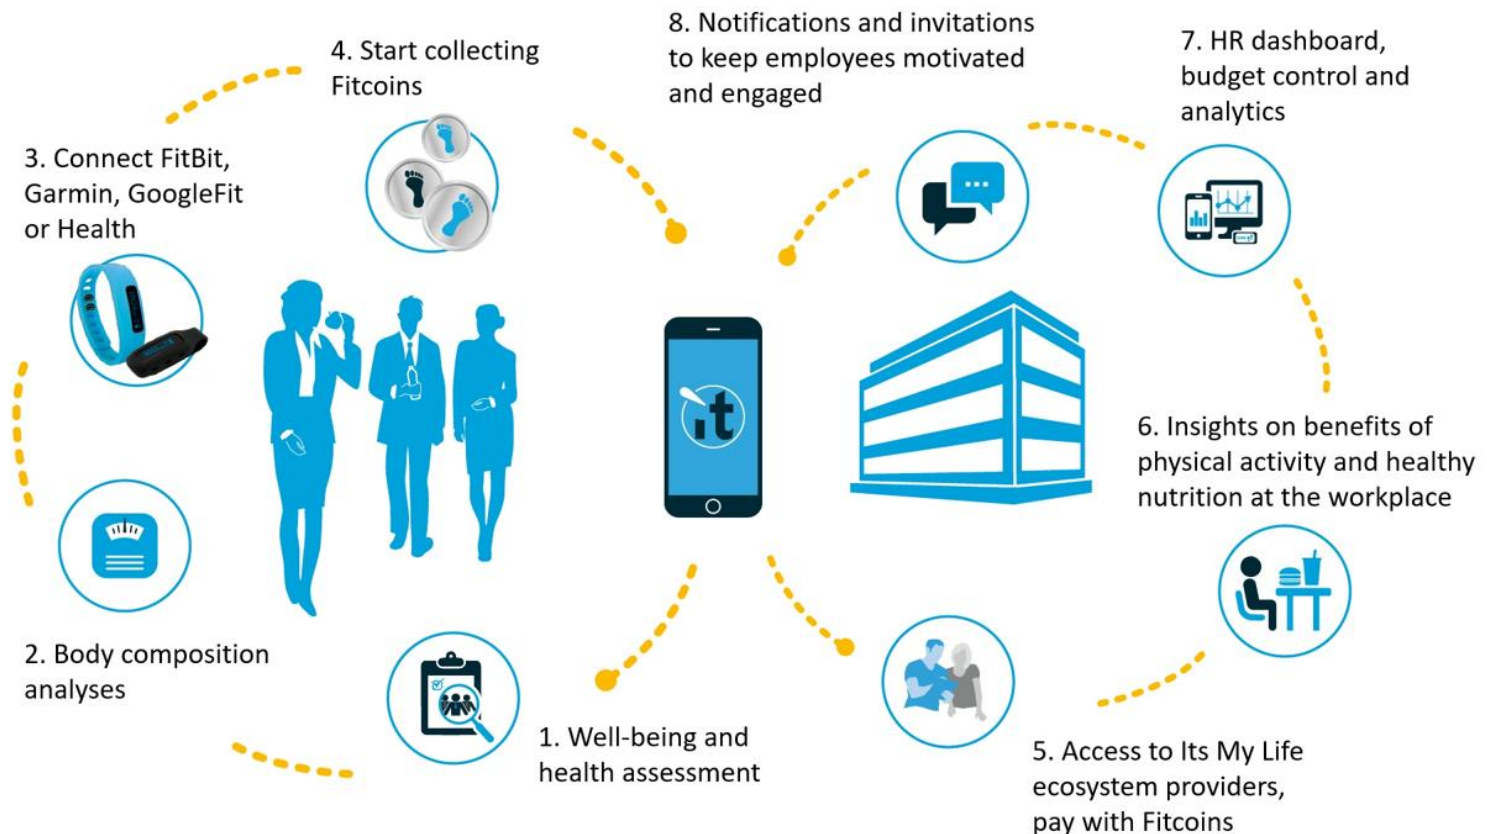 4. Start collecting
Fitcoins
8. Notifications and invitations
to keep employees motivated
and engaged
7. HR dashboard,
budget control and
analytics
3. Connect FitBit,
Garmin, GoogleFit
or Health
it
6. Insights on benefits of
physical activity and healthy
nutrition at the workplace
2. Body composition
analyses
1. Well-being and
health assessment
5. Access to Its My Life
ecosystem providers,
pay with Fitcoins